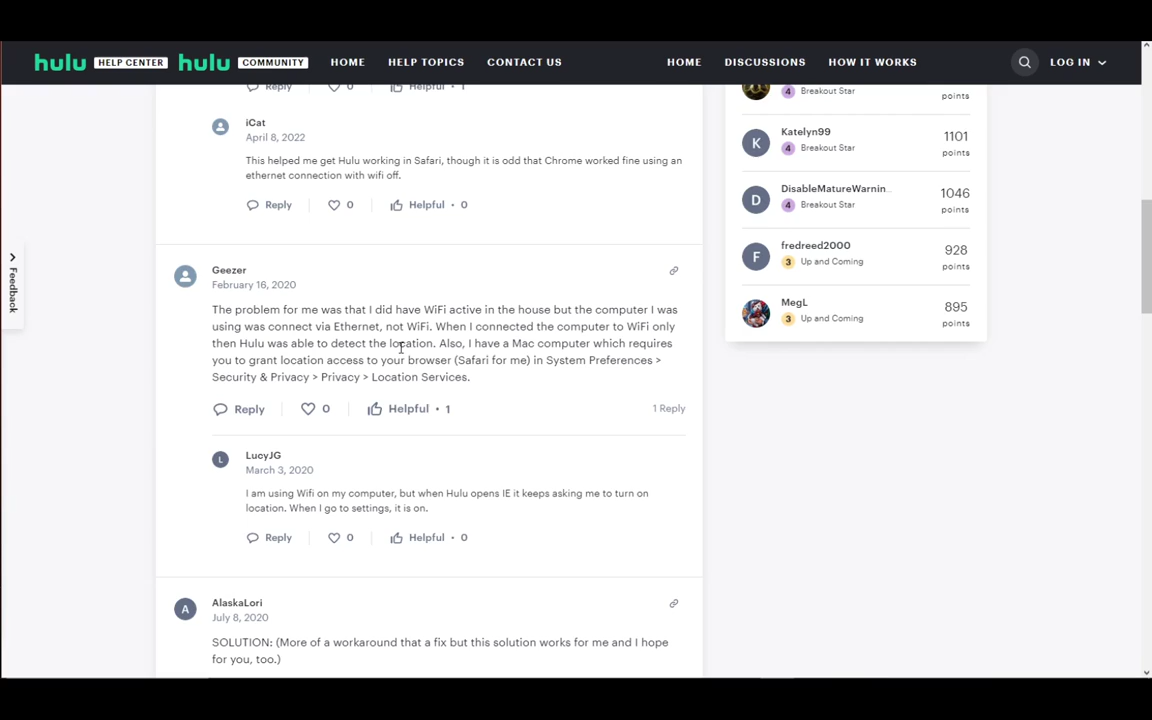 hulu HELP CENTER hulu COMMUNITY HOME HELP TOPICS CONTACT US HOME DISCUSSIONS HOW IT WORKS LOG IN
Reply 0 Helpful • 1
iCat
April 8, 2022
This helped me get Hulu working in Safari, though it is odd that Chrome worked fine using an
ethernet connection with wifi off.
Reply 0 Helpful • 0
Geezer
February 16, 2020
The problem for me was that I did have WiFi active in the house but the computer I was
using was connect via Ethernet, not WiFi. When I connected the computer to WiFi only
then Hulu was able to detect the location. Also, I have a Mac computer which requires
you to grant location access to your browser (Safari for me) in System Preferences >
Security & Privacy > Privacy > Location Services.
Reply 0 Helpful • 1 1 Reply
L LucyJG
March 3, 2020
I am using Wifi on my computer, but when Hulu opens IE it keeps asking me to turn on
location. When I go to settings, it is on.
Reply 0 Helpful • 0
A AlaskaLori
July 8, 2020
SOLUTION: (More of a workaround that a fix but this solution works for me and I hope
for you, too.)
4 Breakout Star points
K Katelyn99 1101
4 Breakout Star points
D DisableMatureWarnin... 1046
4 Breakout Star points
F fredreed2000 928
3 Up and Coming points
MegL 895
3 Up and Coming points
Feedback